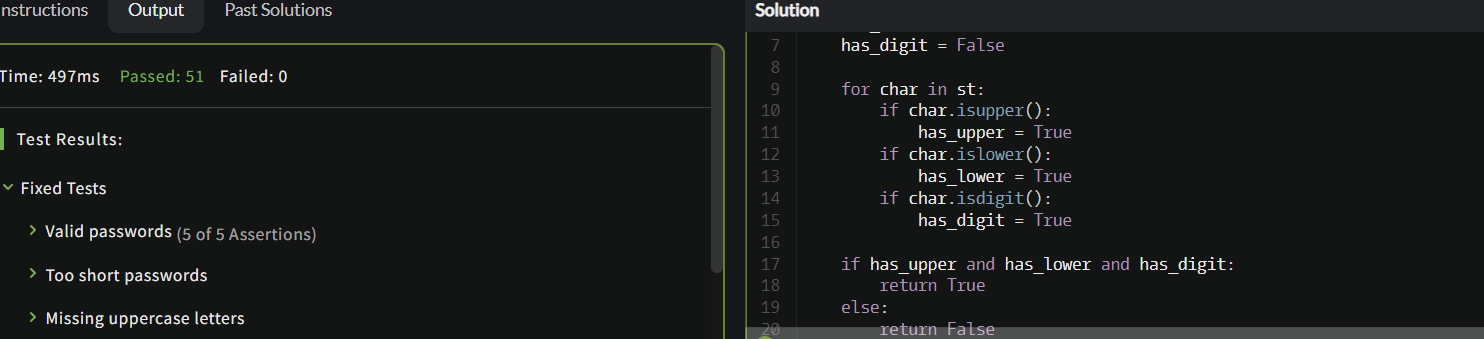 nstructions Output Past Solutions
Time: 497ms Passed: 51 Failed: 0
Test Results:
Fixed Tests
Valid passwords (5 of 5 Assertions)
Too short passwords
Missing uppercase letters
Solution
7 has_digit = False
8
9 for char in st:
10 if char.isupper():
11 has_upper = True
12 if char.islower():
13 has_lower = True
14 if char.isdigit():
15 has_digit = True
16
17 if has_upper and has_lower and has_digit:
18 return True
19 else:
20 return False